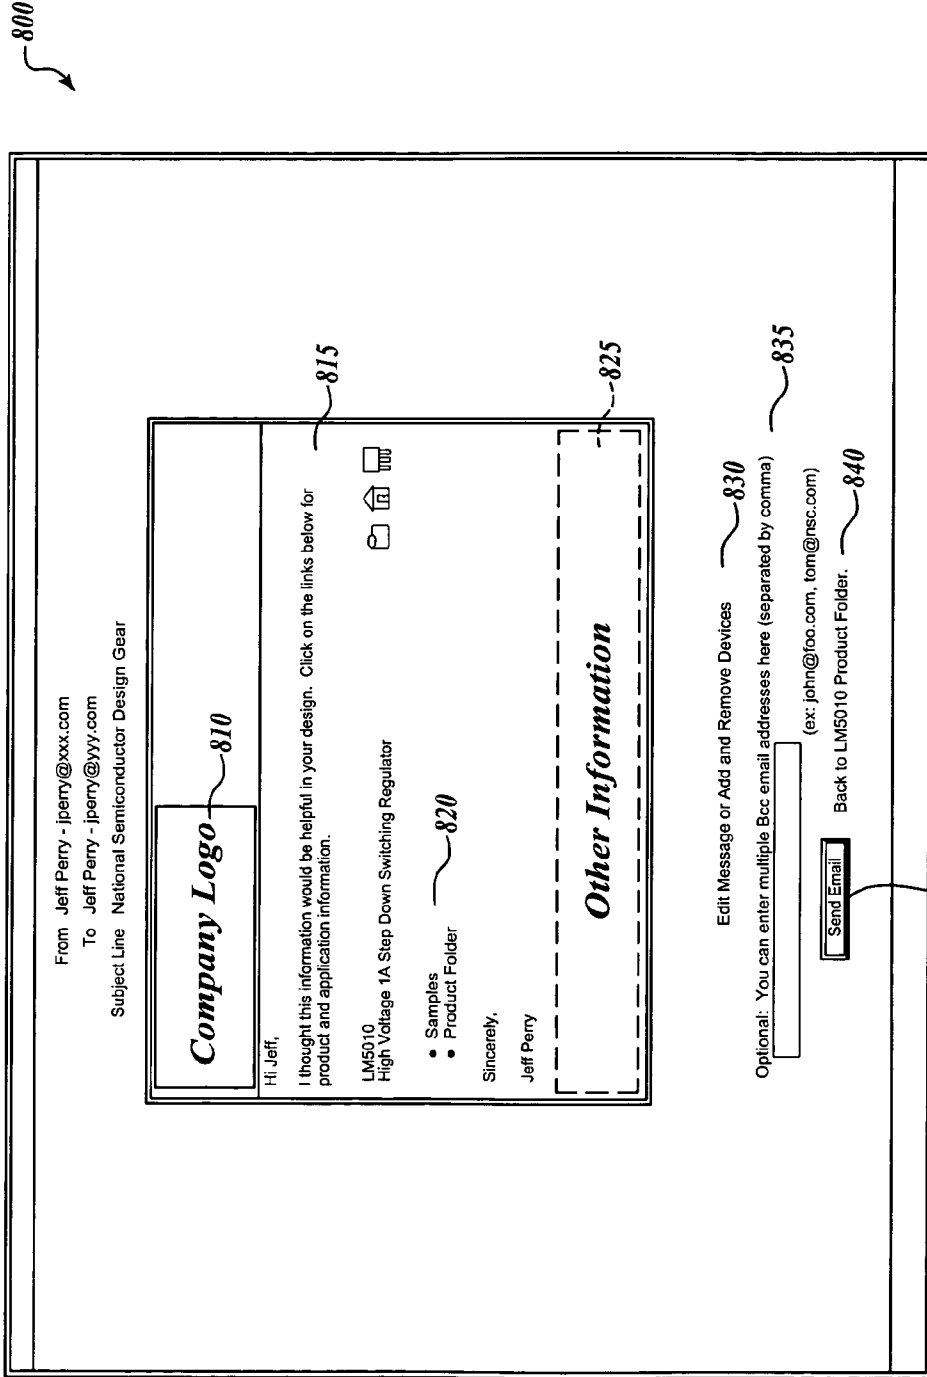 800
From Jeff Perry - jperry@xxx.com
To Jeff Perry - jperry@yyy.com
Subject Line National Semiconductor Design Gear
Company Logo
810
Hi Jeff,
I thought this information would be helpful in your design. Click on the links below for
product and application information.
815
LM5010
High Voltage 1A Step Down Switching Regulator
• Samples
• Product Folder
820
Sincerely,
Jeff Perry
Other Information
825
Edit Message or Add and Remove Devices
830
Optional: You can enter multiple Bcc email addresses here (separated by comma)
835
(ex: john@foo.com, tom@nsc.com)
Send Email
Back to LM5010 Product Folder.
840